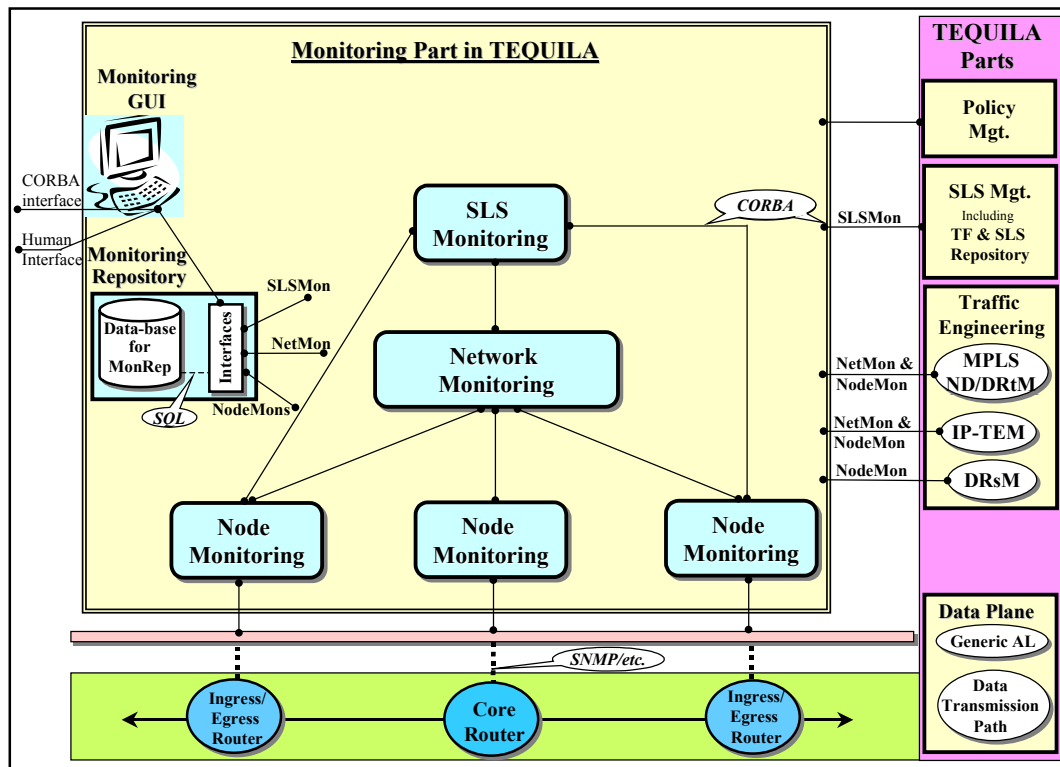 Monitoring Part in TEQUILA
Monitoring
GUI
CORBA
interface
Human
Interface
Monitoring
Repository
Data-base
for
MonRep
Interfaces
SQL
SLSMon
NetMon
NodeMons
SLS
Monitoring
CORBA
Network
Monitoring
Node
Monitoring
Node
Monitoring
Node
Monitoring
SNMP/etc.
Ingress/
Egress
Router
Core
Router
Ingress/
Egress
Router
SLSMon
NetMon &
NodeMon
NetMon &
NodeMon
NodeMon
TEQUILA
Parts
Policy
Mgt.
SLS Mgt.
Including
TF & SLS
Repository
Traffic
Engineering
MPLS
ND/DRtM
IP-TEM
DRsM
Data Plane
Generic AL
Data
Transmission
Path